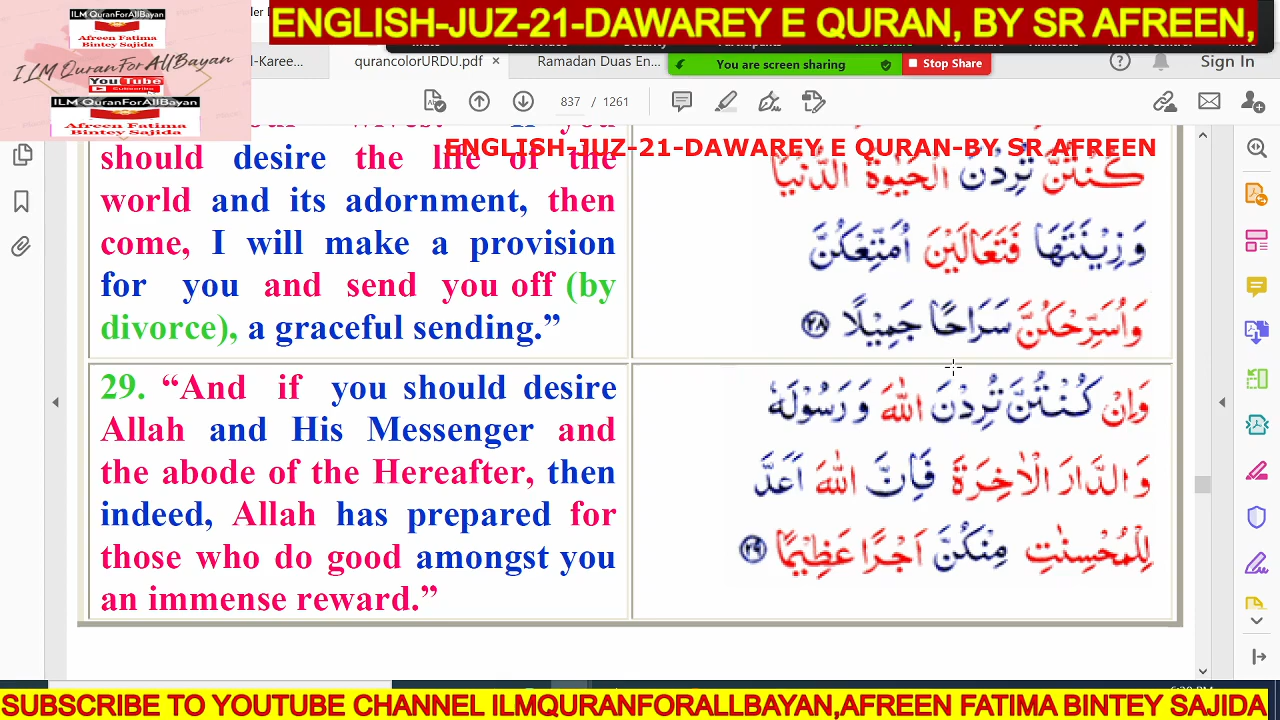 ILM QuranForAllBayan
Afreen Fatima
Bintey Sajida
ILM QuranForAllBayan
YouTube
Subscribe
ILM QuranForAllBayan
Afreen Fatima
Bintey Sajida
ENGLISH-JUZ-21-DAWAREY E QURAN, BY SR AFREEN,
qurancolorURDU.pdf
Ramadan Duas En...
You are screen sharing
Stop Share
Sign In
837 / 1261
ENGLISH-JUZ-21-DAWAREY E QURAN-BY SR AFREEN
should desire the life of the
world and its adornment, then
come, I will make a provision
for you and send you off (by
divorce), a graceful sending.”
كُنْتُنَّ تُرِدْنَ الْحَيٰوةَ الدُّنْيَا
وَزِيْنَتَهَا فَتَعَالَيْنَ اُمَتِّعْكُنَّ
وَاُسَرِّحْكُنَّ سَرَاحًا جَمِيْلًا ۲۸
29. “And if you should desire
Allah and His Messenger and
the abode of the Hereafter, then
indeed, Allah has prepared for
those who do good amongst you
an immense reward.”
وَاِنْ كُنْتُنَّ تُرِدْنَ اللّٰهَ وَرَسُوْلَهٗ
وَالدَّارَ الْاٰخِرَةَ فَاِنَّ اللّٰهَ اَعَدَّ
لِلْمُحْسِنٰتِ مِنْكُنَّ اَجْرًا عَظِيْمًا ۲۹
SUBSCRIBE TO YOUTUBE CHANNEL ILMQURANFORALLBAYAN,AFREEN FATIMA BINTEY SAJIDA